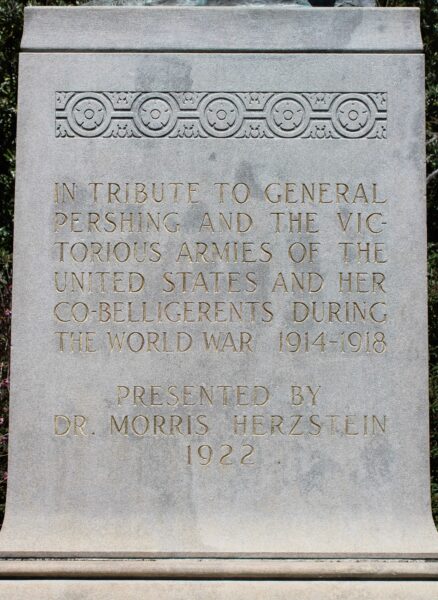 IN TRIBUTE TO GENERAL
PERSHING AND THE VIC-
TORIOUS ARMIES OF THE
UNITED STATES AND HER
CO-BELLIGERENTS DURING
THE WORLD WAR 1914-1918
PRESENTED BY
DR. MORRIS HERZSTEIN
1922